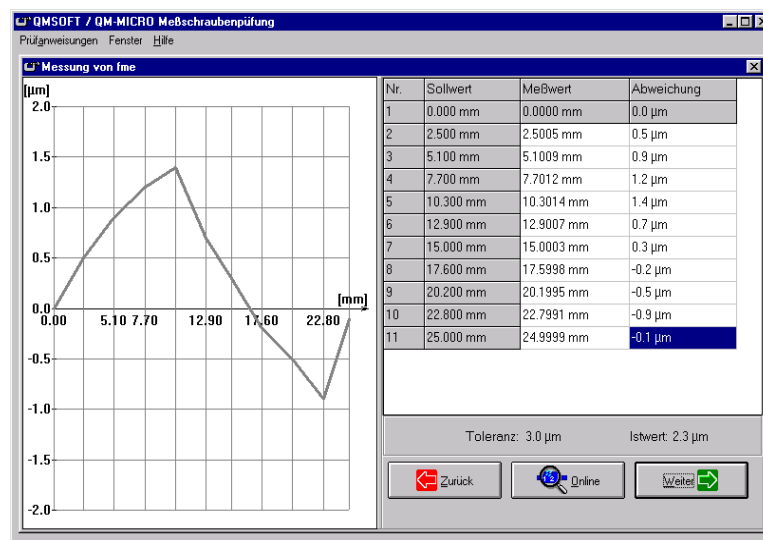 QMSOFT / QM-MICRO Meßschraubenpüfung
Prüfanweisungen Fenster Hilfe
Messung von fme
[µm]
2.0
1.5
1.0
0.5
0.0
-0.5
-1.0
-1.5
-2.0
[mm]
0.00 5.10 7.70 12.90 17.60 22.80
Nr. Sollwert Meßwert Abweichung
1 0.000 mm 0.0000 mm 0.0 µm
2 2.500 mm 2.5005 mm 0.5 µm
3 5.100 mm 5.1009 mm 0.9 µm
4 7.700 mm 7.7012 mm 1.2 µm
5 10.300 mm 10.3014 mm 1.4 µm
6 12.900 mm 12.9007 mm 0.7 µm
7 15.000 mm 15.0003 mm 0.3 µm
8 17.600 mm 17.5998 mm -0.2 µm
9 20.200 mm 20.1995 mm -0.5 µm
10 22.800 mm 22.7991 mm -0.9 µm
11 25.000 mm 24.9999 mm -0.1 µm
Toleranz: 3.0 µm Istwert: 2.3 µm
Zurück Online Weiter